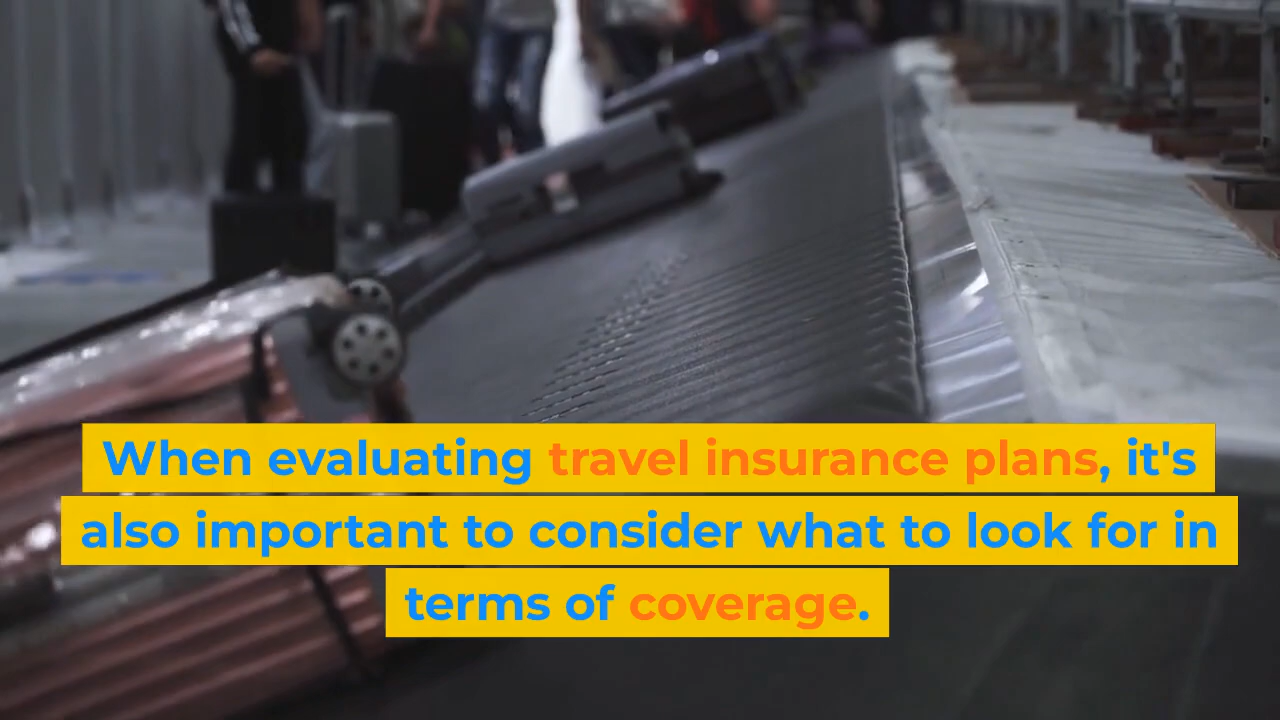 When evaluating travel insurance plans, it's
also important to consider what to look for in
terms of coverage.